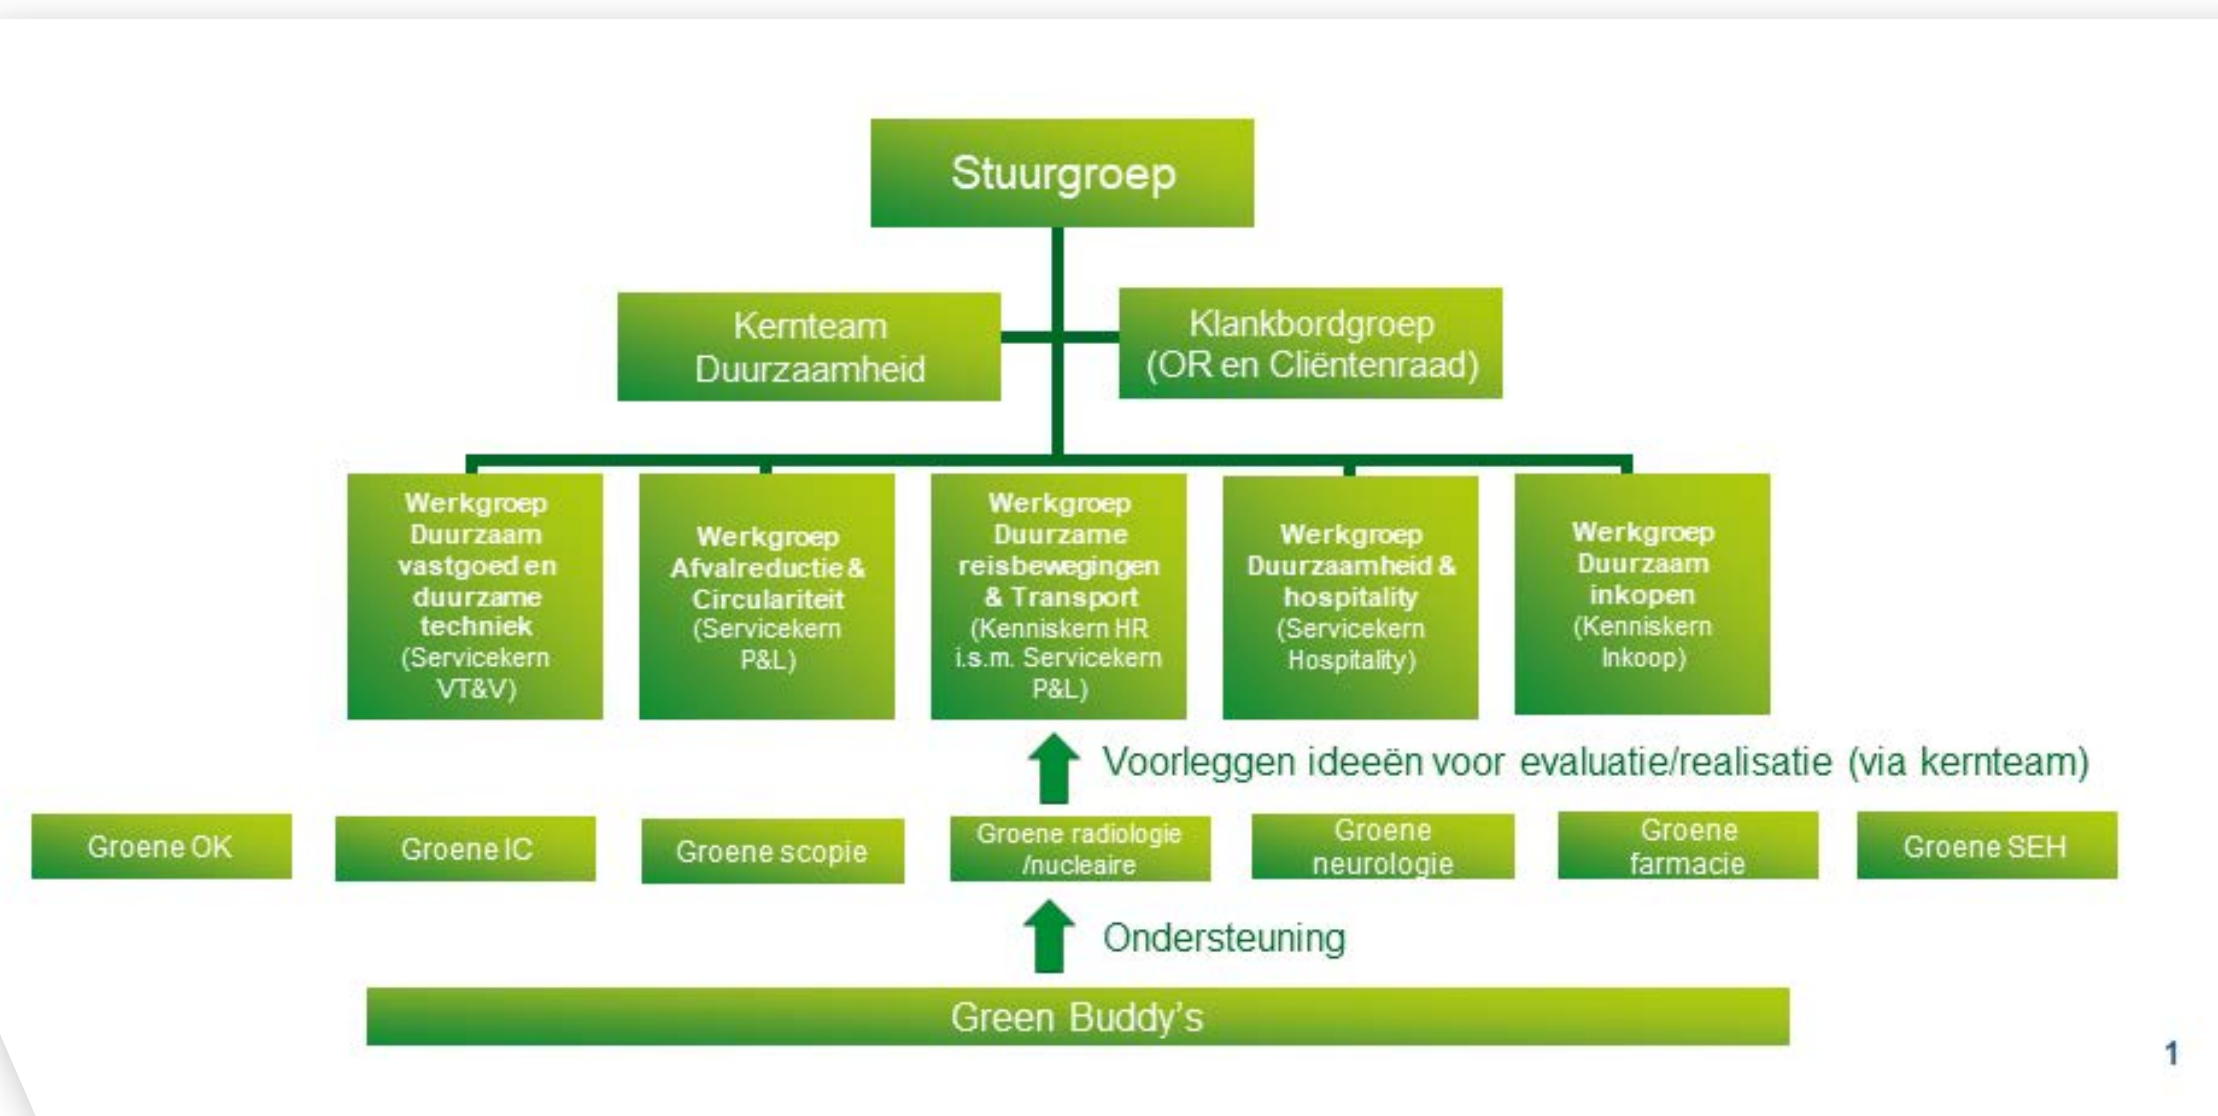 Stuurgroep
Kernteam
Duurzaamheid
Klankbordgroep
(OR en Cliëntenraad)
Werkgroep
Duurzaam
vastgoed en
duurzame
techniek
(Servicekern
VT&V)
Werkgroep
Afvalreductie &
Circulariteit
(Servicekern
P&L)
Werkgroep
Duurzame
reisbewegingen
& Transport
(Kenniskern HR
i.s.m. Servicekern
P&L)
Werkgroep
Duurzaamheid &
hospitality
(Servicekern
Hospitality)
Werkgroep
Duurzaam
inkopen
(Kenniskern
Inkoop)
Voorleggen ideeën voor evaluatie/realisatie (via kernteam)
Groene OK
Groene IC
Groene scopie
Groene radiologie
/nucleaire
Groene
neurologie
Groene
farmacie
Groene SEH
Ondersteuning
Green Buddy's
1